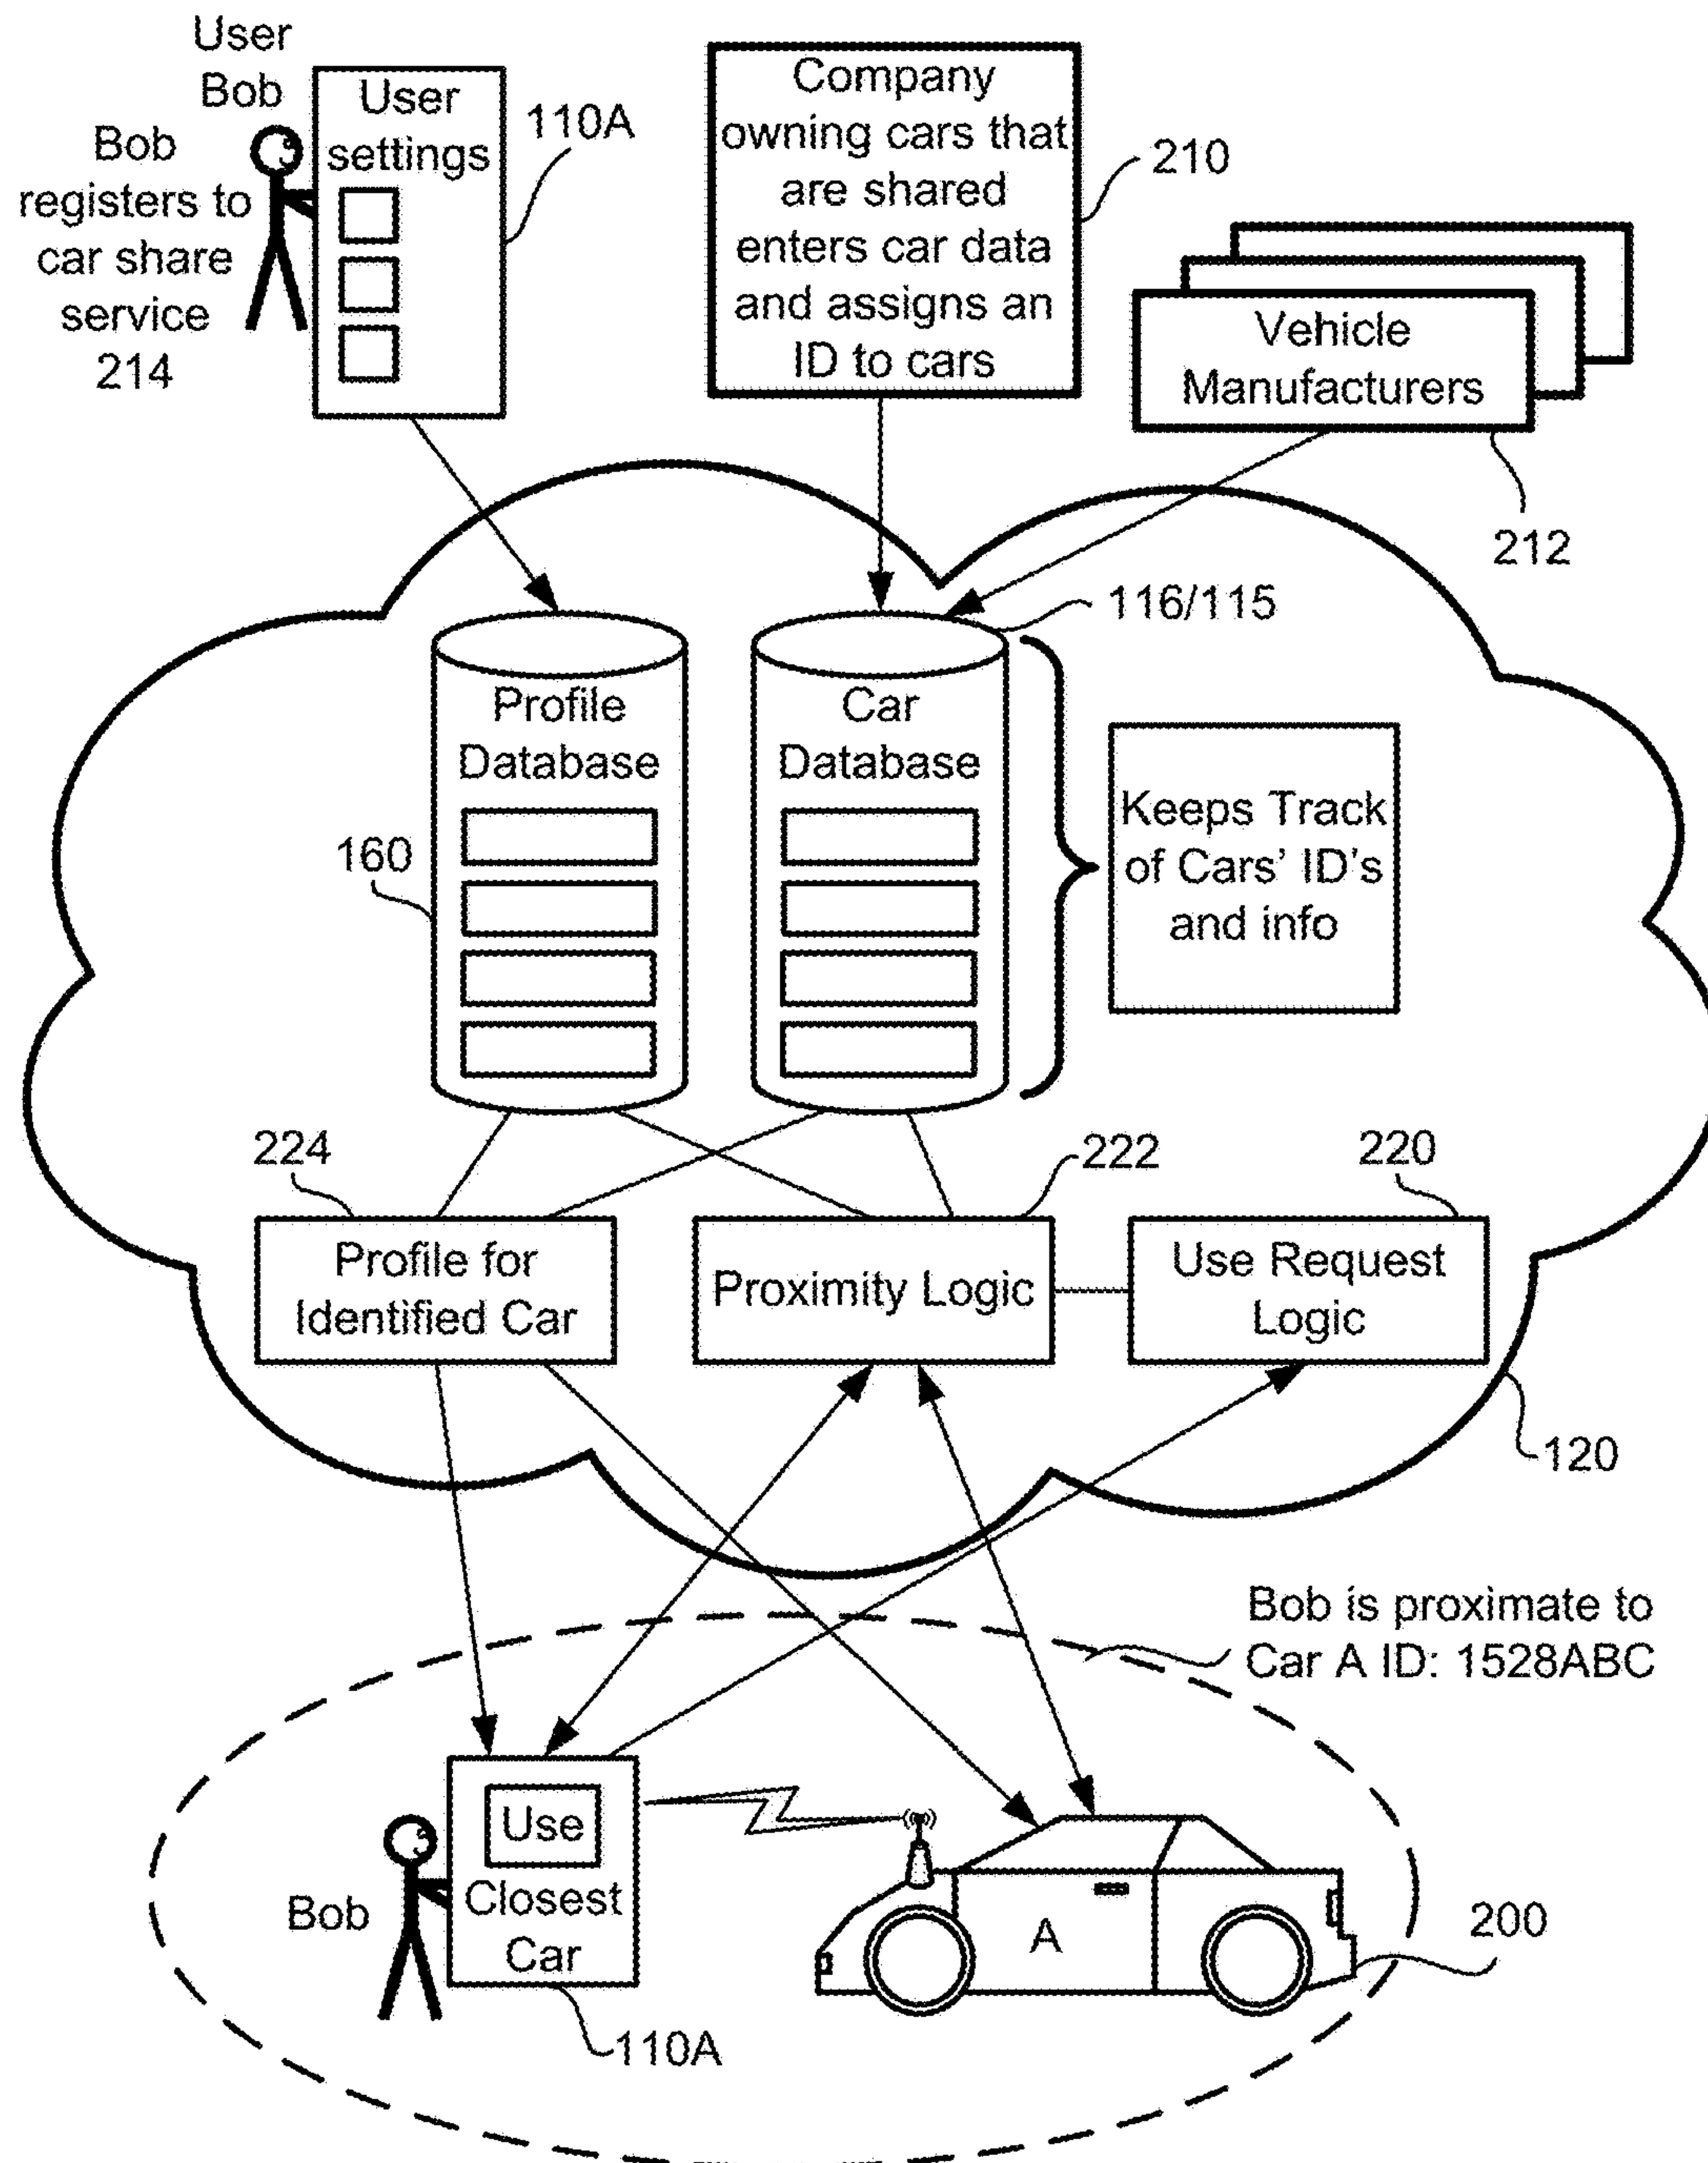 User
Bob
Bob
registers to
car share
service
214
User
settings
110A
Company
owning cars that
are shared
enters car data
and assigns an
ID to cars
210
Vehicle
Manufacturers
212
116/115
Profile
Database
Car
Database
160
Keeps Track
of Cars' ID's
and info
224
222
220
Profile for
Identified Car
Proximity Logic
Use Request
Logic
120
Bob is proximate to
Car A ID: 1528ABC
Use
Closest
Car
Bob
A
200
110A